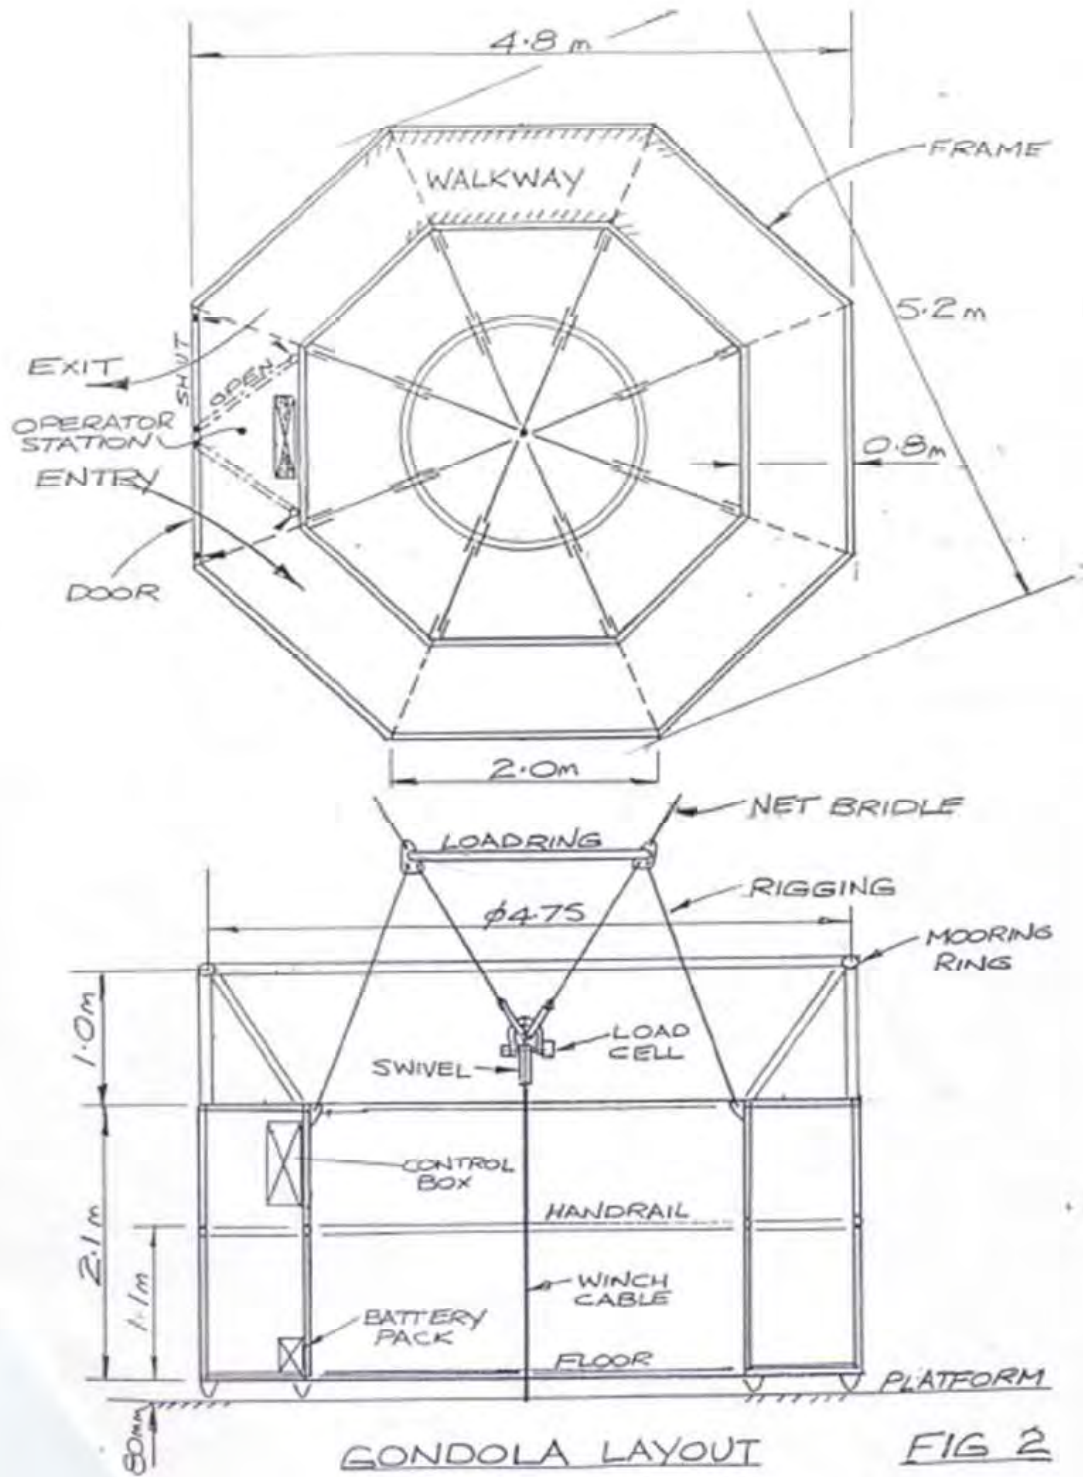 4.8 m
WALKWAY
FRAME
5.2 m
SHUT
OPEN
EXIT
OPERATOR
STATION
0.8m
ENTRY
DOOR
2.0m
NET BRIDLE
LOADRING
RIGGING
φ4.75
MOORING
RING
1.0m
LOAD
CELL
SWIVEL
CONTROL
BOX
HANDRAIL
2.1m
1.1m
WINCH
CABLE
BATTERY
PACK
FLOOR
PLATFORM
80mm
GONDOLA LAYOUT
FIG 2